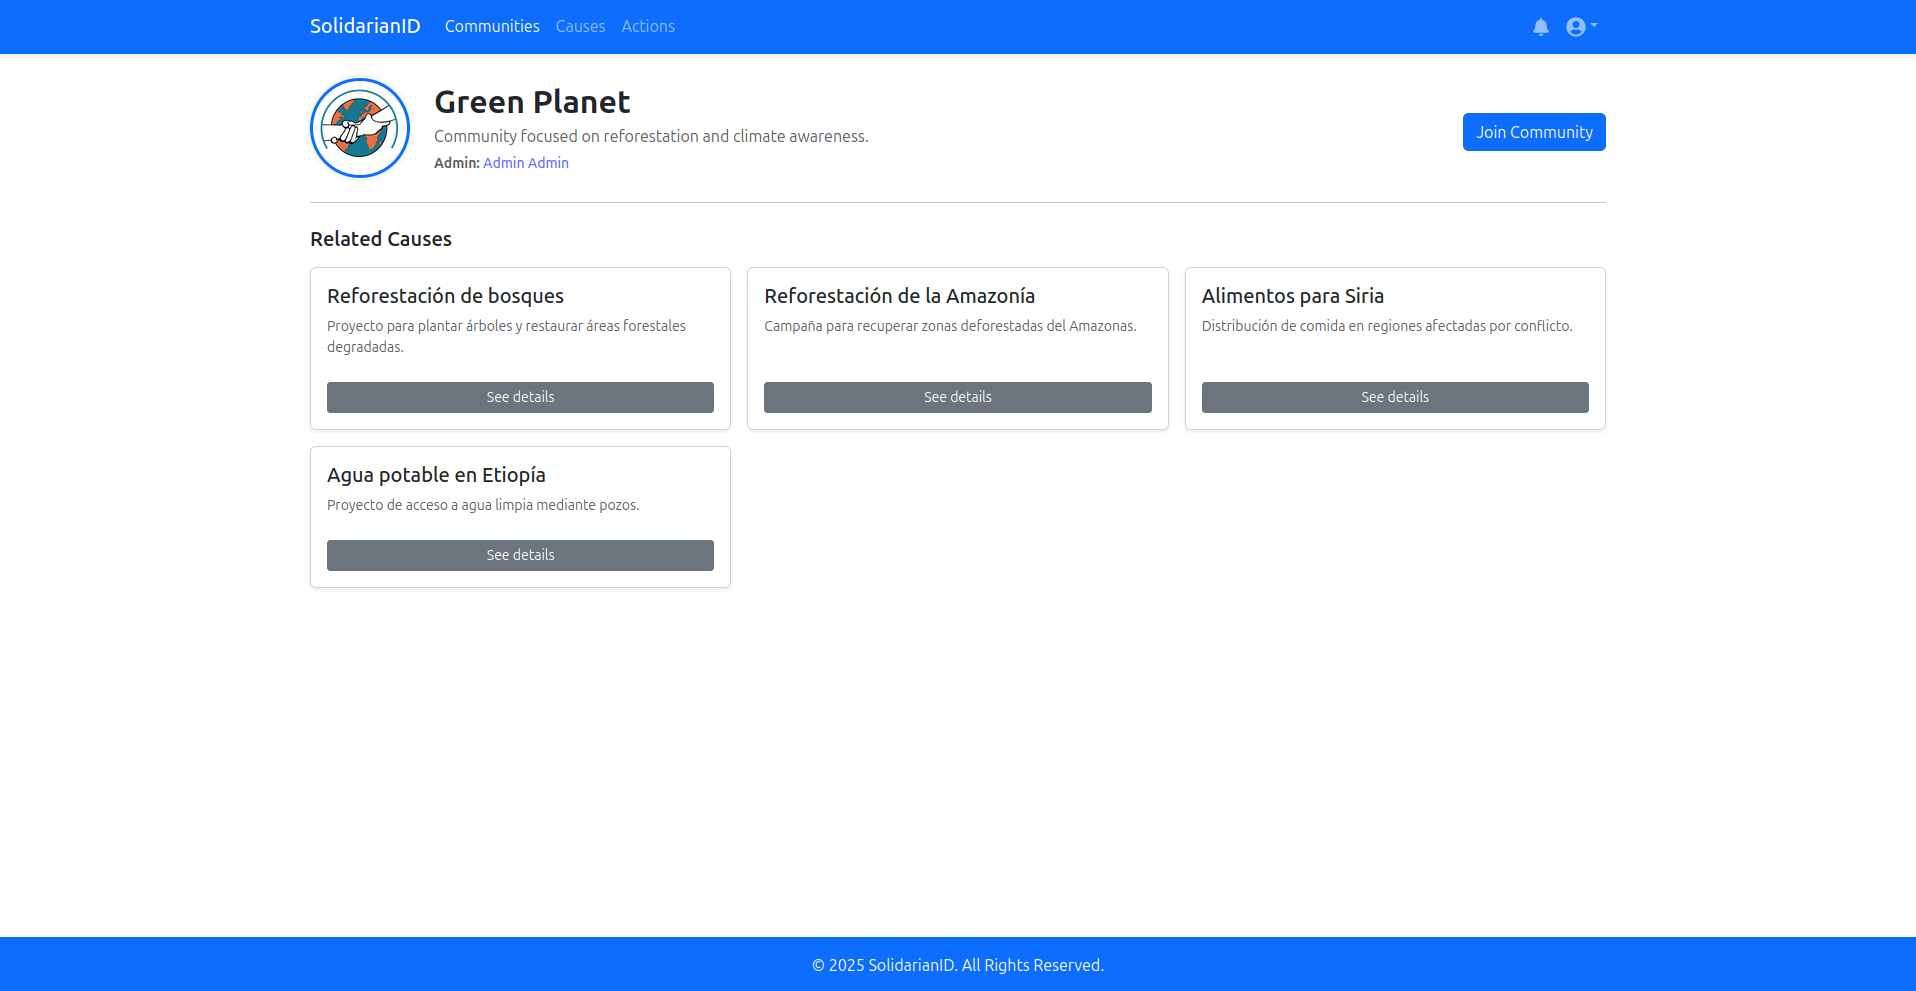 SolidarianID Communities Causes Actions
Green Planet
Community focused on reforestation and climate awareness.
Admin: Admin Admin
Join Community
Related Causes
Reforestación de bosques
Proyecto para plantar árboles y restaurar áreas forestales
degradadas.
See details
Reforestación de la Amazonía
Campaña para recuperar zonas deforestadas del Amazonas.
See details
Alimentos para Siria
Distribución de comida en regiones afectadas por conflicto.
See details
Agua potable en Etiopía
Proyecto de acceso a agua limpia mediante pozos.
See details
© 2025 SolidarianID. All Rights Reserved.